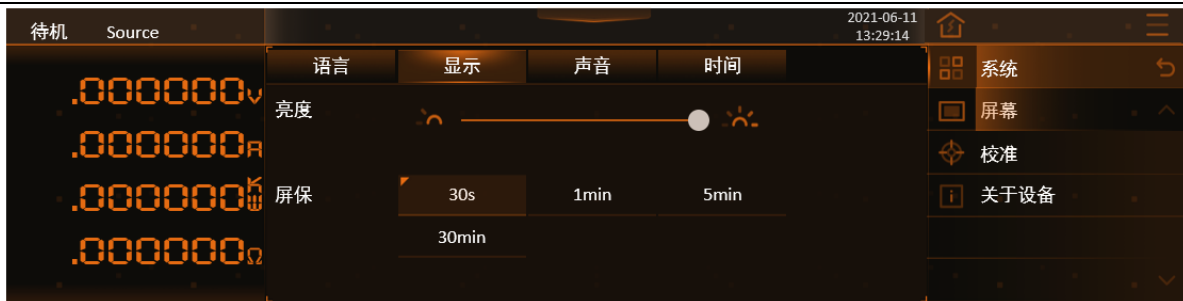 待机 Source
2021-06-11
13:29:14
.000000V
.000000A
.000000KW
.000000Ω
语言 显示 声音 时间
亮度
屏保 30s 1min 5min
30min
系统
屏幕
校准
关于设备